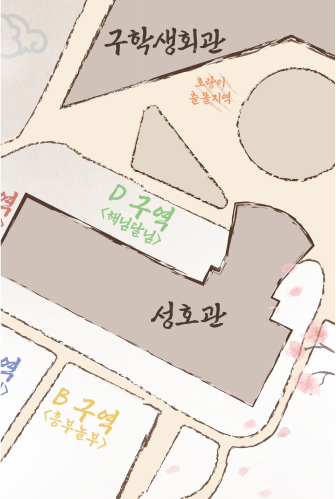 구학생회관
호랑이
출몰지역
D 구역
<해님달님>
역
성호관
역
B 구역
<흥부놀부>